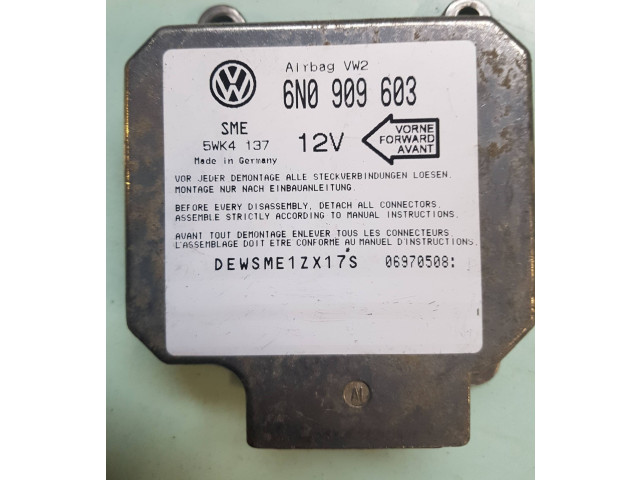 Airbag VW2
6N0 909 603
SME
5WK4 137
Made in Germany
12V
VORNE
FORWARD
AVANT
VOR JEDER DEMONTAGE ALLE STECKVERBINDUNGEN LOESEN.
MONTAGE NUR NACH EINBAUANLEITUNG.
BEFORE EVERY DISASSEMBLY, DETACH ALL CONNECTORS.
ASSEMBLE STRICTLY ACCORDING TO MANUAL INSTRUCTIONS.
AVANT TOUT DEMONTAGE ENLEVER TOUS LES CONNECTEURS.
L'ASSEMBLAGE DOIT ETRE CONFORME AU MANUEL D'INSTRUCTIONS.
DEWSME1ZX17S 06970508: